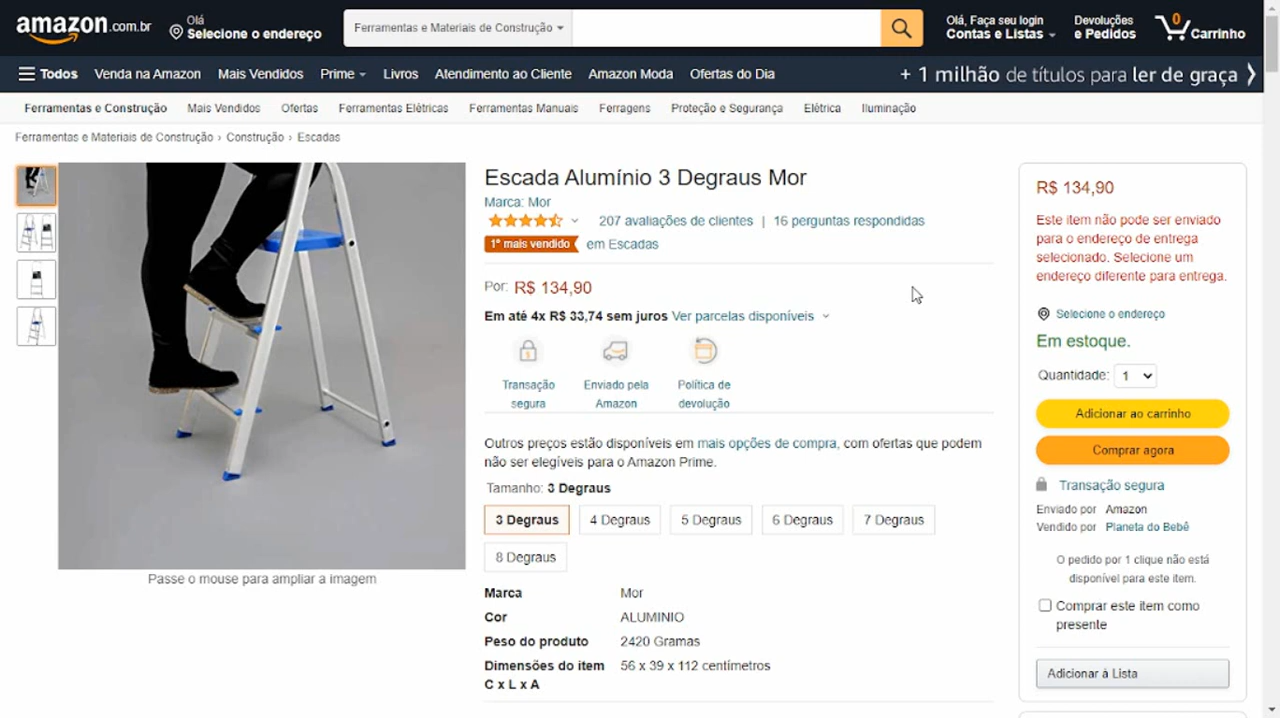 amazon.com.br
Olá
Selecione o endereço
Ferramentas e Materiais de Construção
Olá, Faça seu login
Contas e Listas
Devoluções
e Pedidos
0
Carrinho
Todos
Venda na Amazon
Mais Vendidos
Prime
Livros
Atendimento ao Cliente
Amazon Moda
Ofertas do Dia
+ 1 milhão de títulos para ler de graça
Ferramentas e Construção
Mais Vendidos
Ofertas
Ferramentas Elétricas
Ferramentas Manuais
Ferragens
Proteção e Segurança
Elétrica
Iluminação
Ferramentas e Materiais de Construção › Construção › Escadas
Escada Alumínio 3 Degraus Mor
Marca: Mor
207 avaliações de clientes | 16 perguntas respondidas
1º mais vendido em Escadas
Por: R$ 134,90
Em até 4x R$ 33,74 sem juros Ver parcelas disponíveis
Transação
segura
Enviado pela
Amazon
Política de
devolução
Outros preços estão disponíveis em mais opções de compra, com ofertas que podem
não ser elegíveis para o Amazon Prime.
Tamanho: 3 Degraus
3 Degraus
4 Degraus
5 Degraus
6 Degraus
7 Degraus
8 Degraus
Marca Mor
Cor ALUMINIO
Peso do produto 2420 Gramas
Dimensões do item 56 x 39 x 112 centímetros
C x L x A
Passe o mouse para ampliar a imagem
R$ 134,90
Este item não pode ser enviado
para o endereço de entrega
selecionado. Selecione um
endereço diferente para entrega.
Selecione o endereço
Em estoque.
Quantidade: 1
Adicionar ao carrinho
Comprar agora
Transação segura
Enviado por Amazon
Vendido por Planeta do Bebê
O pedido por 1 clique não está
disponível para este item.
Comprar este item como
presente
Adicionar à Lista